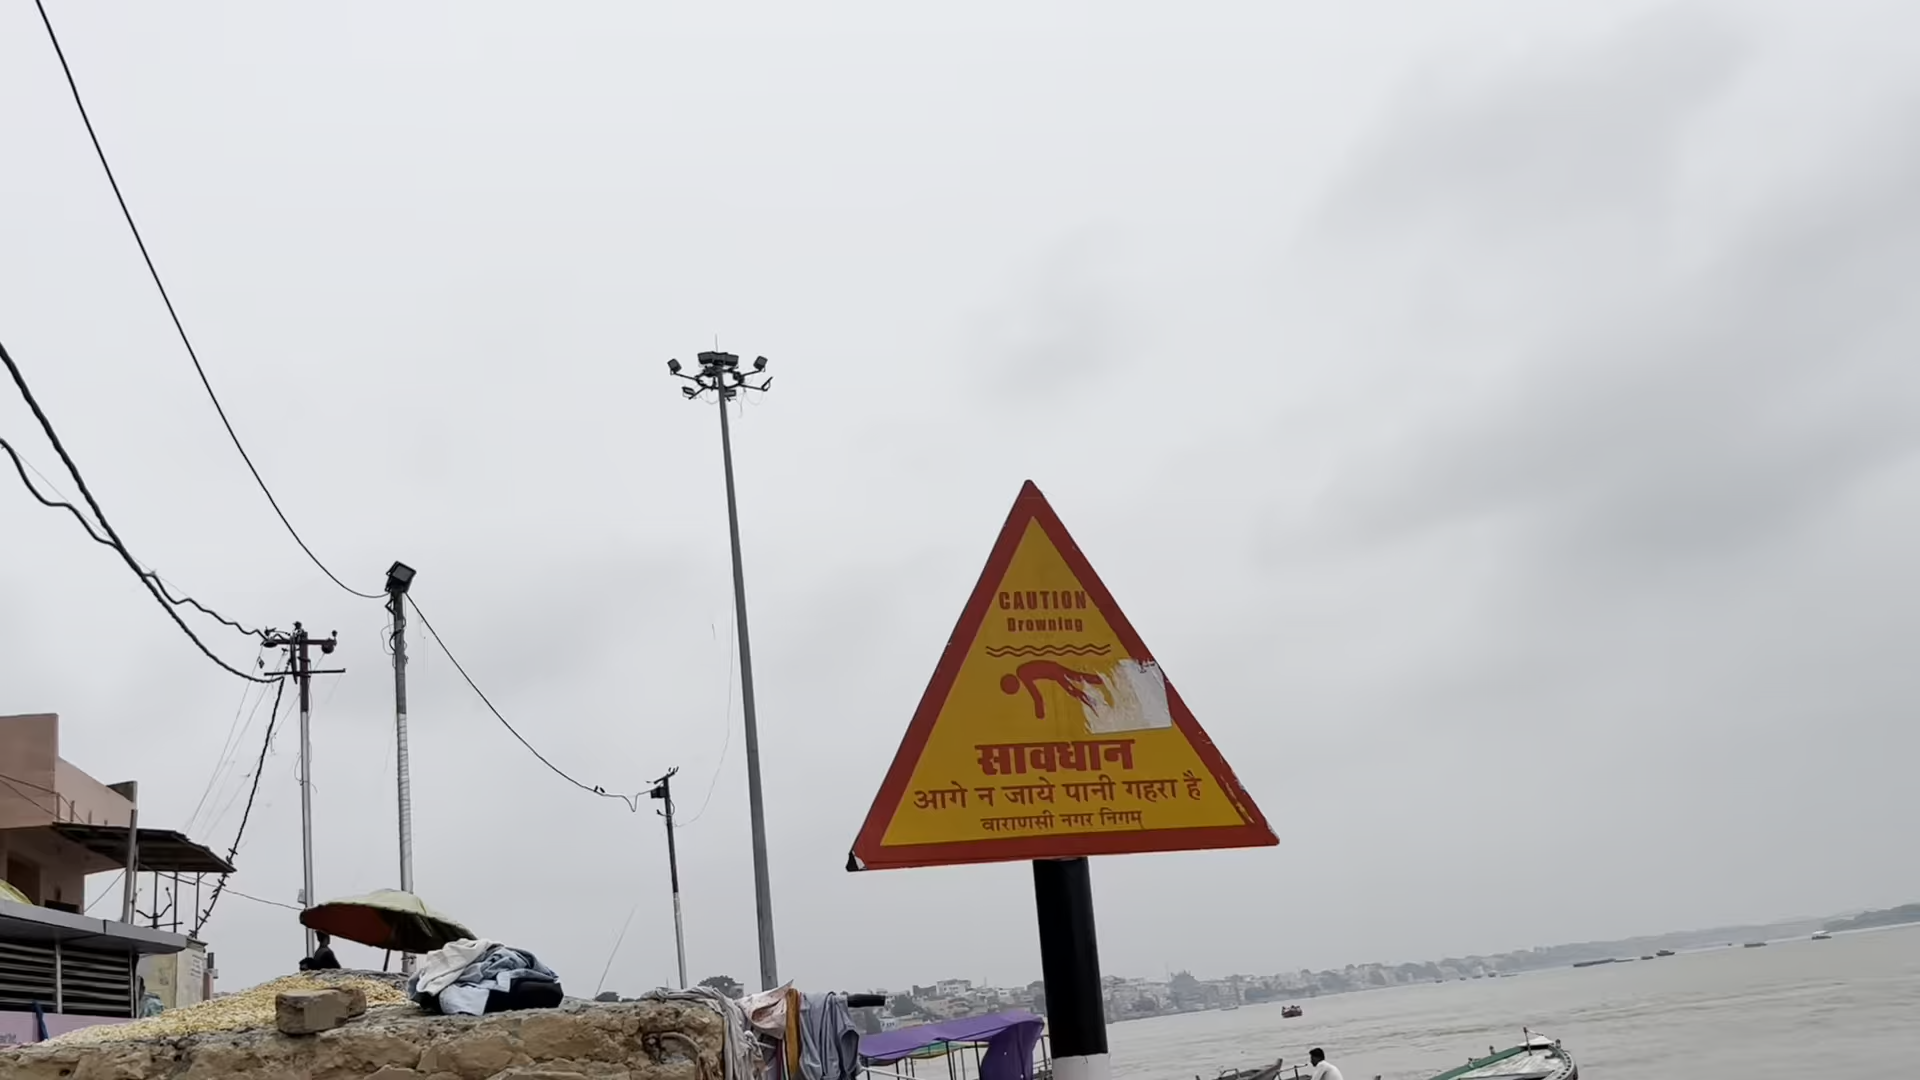 CAUTION
Drowning
सावधान
आगे न जाये पानी गहरा है
वाराणसी नगर निगम